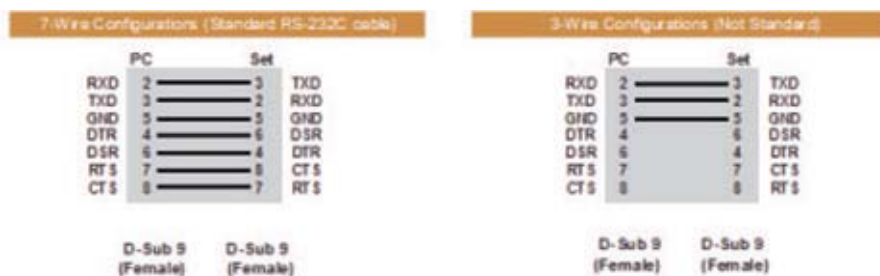 7-Wire Configurations (Standard RS-232C cable)
PC Set
RXD 2 3 TXD
TXD 3 2 RXD
GND 5 5 GND
DTR 4 6 DSR
DSR 6 4 DTR
RTS 7 8 CTS
CTS 8 7 RTS
D-Sub 9 D-Sub 9
(Female) (Female)
3-Wire Configurations (Not Standard)
PC Set
RXD 2 3 TXD
TXD 3 2 RXD
GND 5 5 GND
DTR 4 6 DSR
DSR 6 4 DTR
RTS 7 7 CTS
CTS 8 8 RTS
D-Sub 9 D-Sub 9
(Female) (Female)